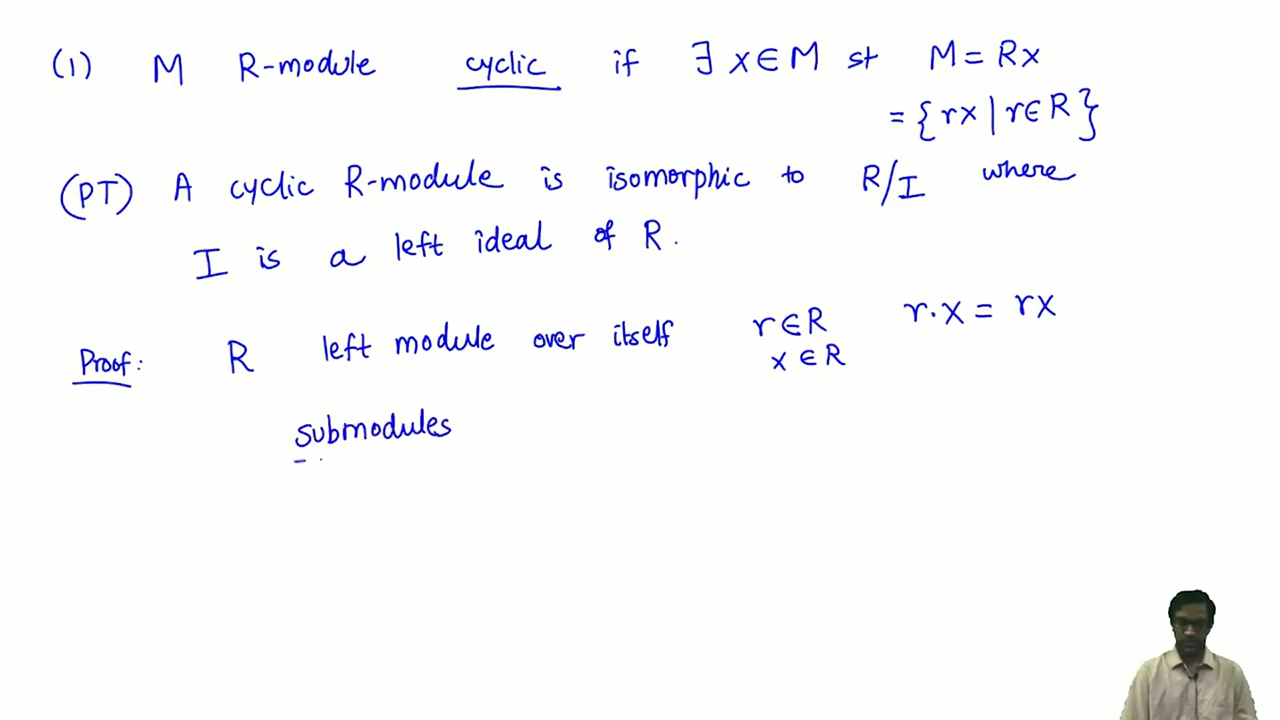 (1) M R-module cyclic if ∃ x∈M st M = Rx
= {rx | r∈R}
(PT) A cyclic R-module is isomorphic to R/I where
I is a left ideal of R.
Proof: R left module over itself r∈R r·x = rx
x∈R
submodules